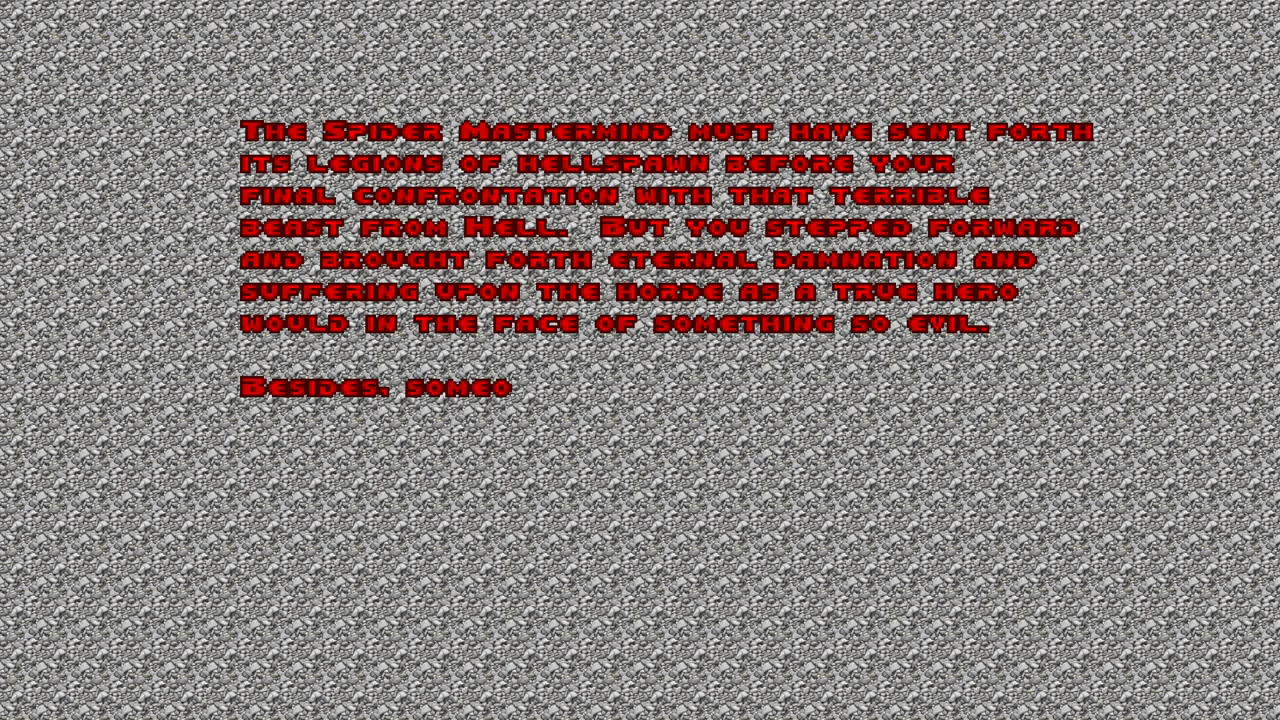 The Spider Mastermind must have sent forth
its legions of hellspawn before your
final confrontation with that terrible
beast from Hell.  But you stepped forward
and brought forth eternal damnation and
suffering upon the horde as a true hero
would in the face of something so evil.

Besides, someo